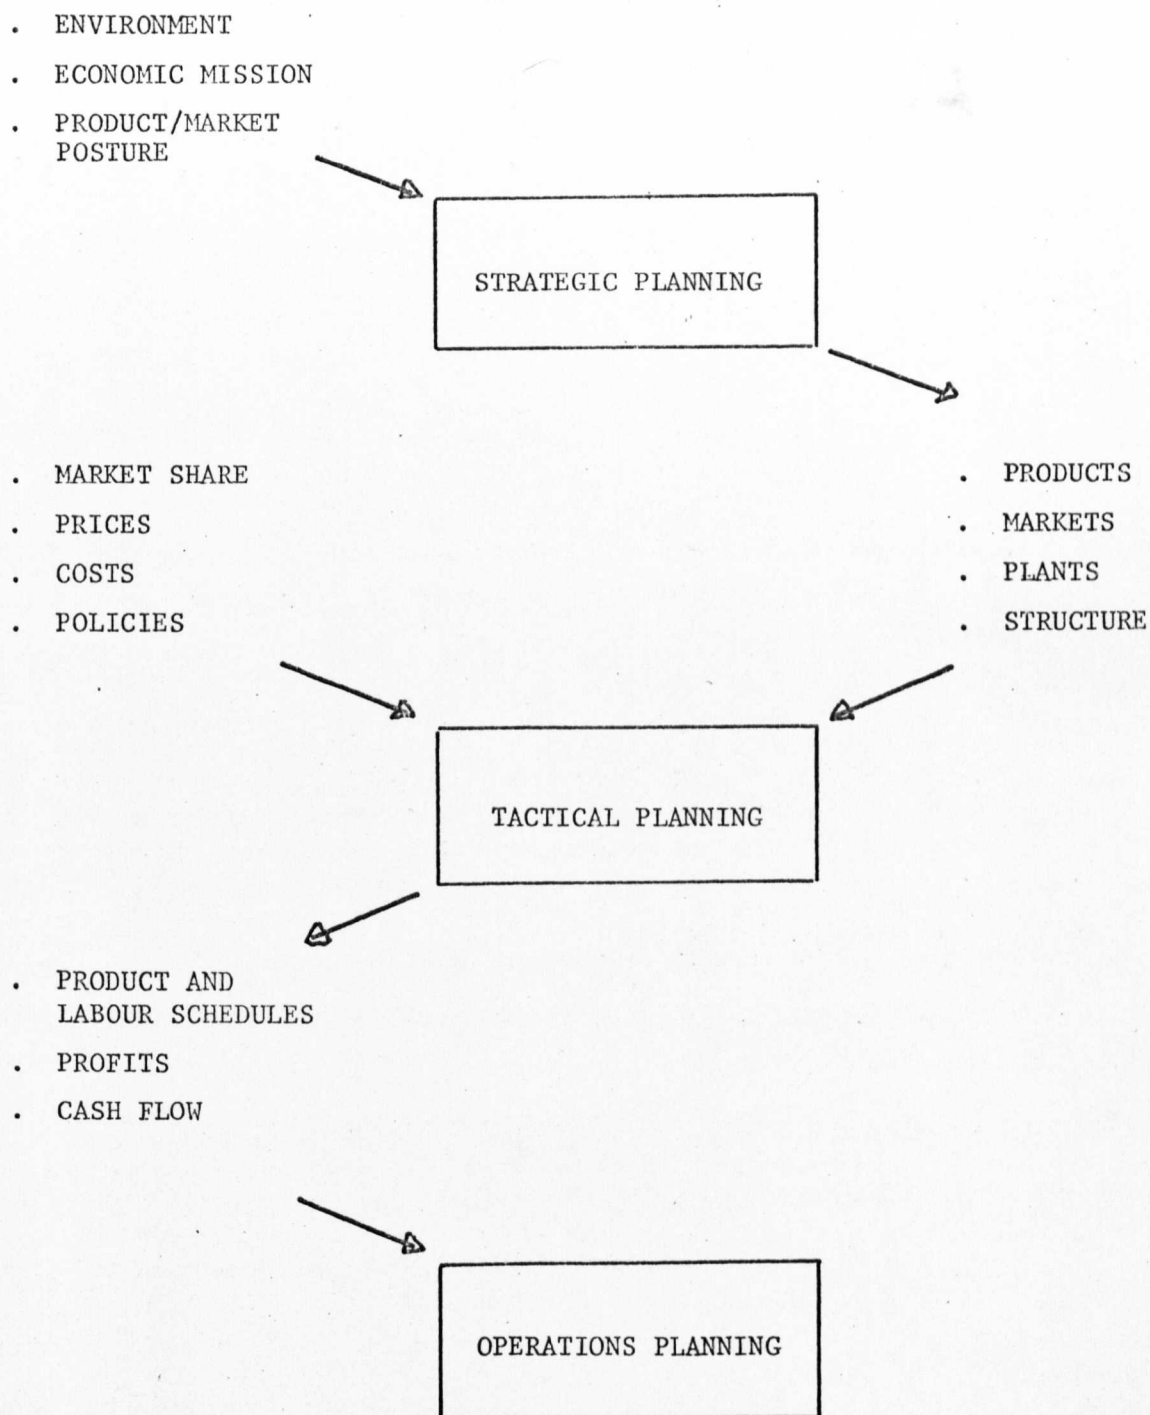 . ENVIRONMENT
. ECONOMIC MISSION
. PRODUCT/MARKET
POSTURE
STRATEGIC PLANNING
. MARKET SHARE
. PRICES
. COSTS
. POLICIES
. PRODUCTS
. MARKETS
. PLANTS
. STRUCTURE
TACTICAL PLANNING
. PRODUCT AND
LABOUR SCHEDULES
. PROFITS
. CASH FLOW
OPERATIONS PLANNING